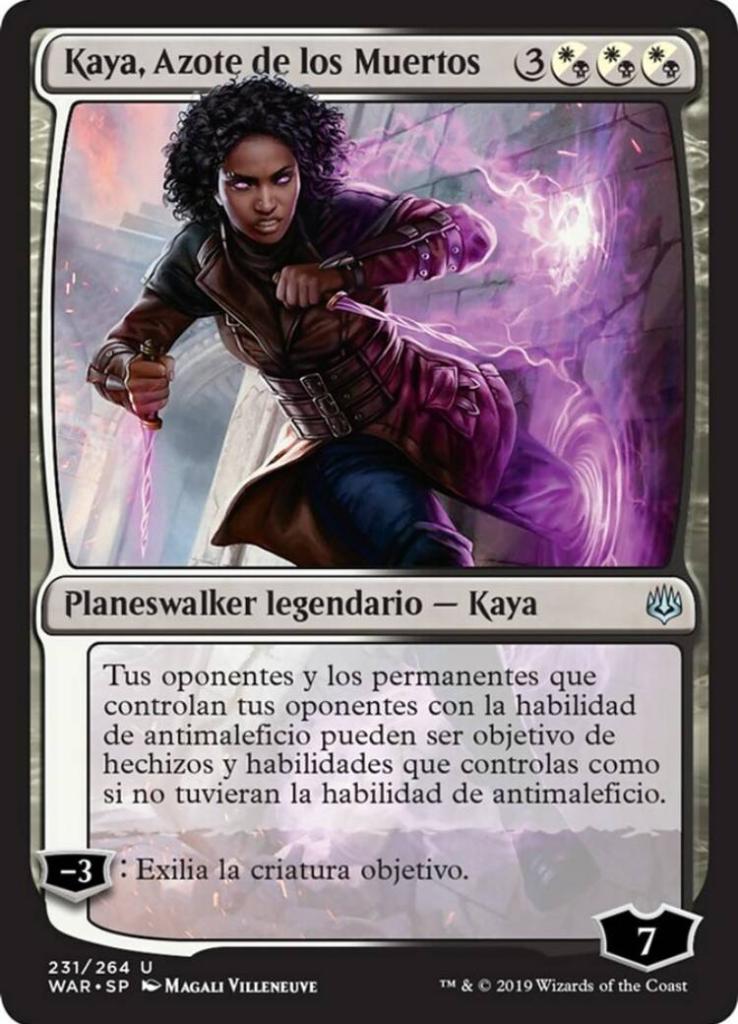 Kaya, Azote de los Muertos 3
Planeswalker legendario — Kaya
Tus oponentes y los permanentes que
controlan tus oponentes con la habilidad
de antimaleficio pueden ser objetivo de
hechizos y habilidades que controlas como
si no tuvieran la habilidad de antimaleficio.
−3 : Exilia la criatura objetivo.
7
231/264 U
WAR • SP Magali Villeneuve
™ & © 2019 Wizards of the Coast